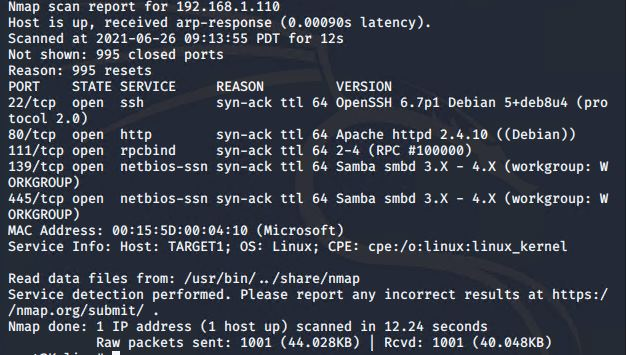 Nmap scan report for 192.168.1.110
Host is up, received arp-response (0.00090s latency).
Scanned at 2021-06-26 09:13:55 PDT for 12s
Not shown: 995 closed ports
Reason: 995 resets
PORT    STATE SERVICE     REASON         VERSION
22/tcp  open  ssh         syn-ack ttl 64 OpenSSH 6.7p1 Debian 5+deb8u4 (pro
tocol 2.0)
80/tcp  open  http        syn-ack ttl 64 Apache httpd 2.4.10 ((Debian))
111/tcp open  rpcbind     syn-ack ttl 64 2-4 (RPC #100000)
139/tcp open  netbios-ssn syn-ack ttl 64 Samba smbd 3.X - 4.X (workgroup: W
ORKGROUP)
445/tcp open  netbios-ssn syn-ack ttl 64 Samba smbd 3.X - 4.X (workgroup: W
ORKGROUP)
MAC Address: 00:15:5D:00:04:10 (Microsoft)
Service Info: Host: TARGET1; OS: Linux; CPE: cpe:/o:linux:linux_kernel

Read data files from: /usr/bin/../share/nmap
Service detection performed. Please report any incorrect results at https:/
/nmap.org/submit/ .
Nmap done: 1 IP address (1 host up) scanned in 12.24 seconds
           Raw packets sent: 1001 (44.028KB) | Rcvd: 1001 (40.048KB)